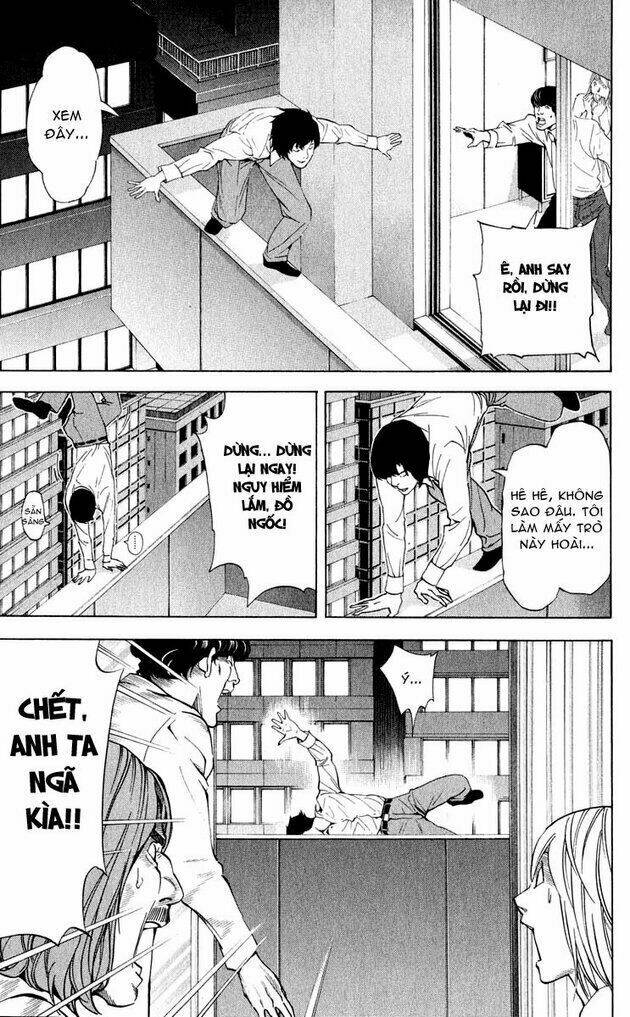 Ê, ANH SAY
RỒI, DỪNG
LẠI ĐI!!
XEM
ĐÂY...
HÊ HÊ, KHÔNG
SAO ĐÂU. TÔI
LÀM MẤY TRÒ
NÀY HOÀI...
DỪNG... DỪNG
LẠI NGAY!
NGUY HIỂM
LẮM, ĐỒ
NGỐC!
......
SẴN
SÀNG
Ý...
CHẾT,
ANH TA
NGÃ
KÌA!!